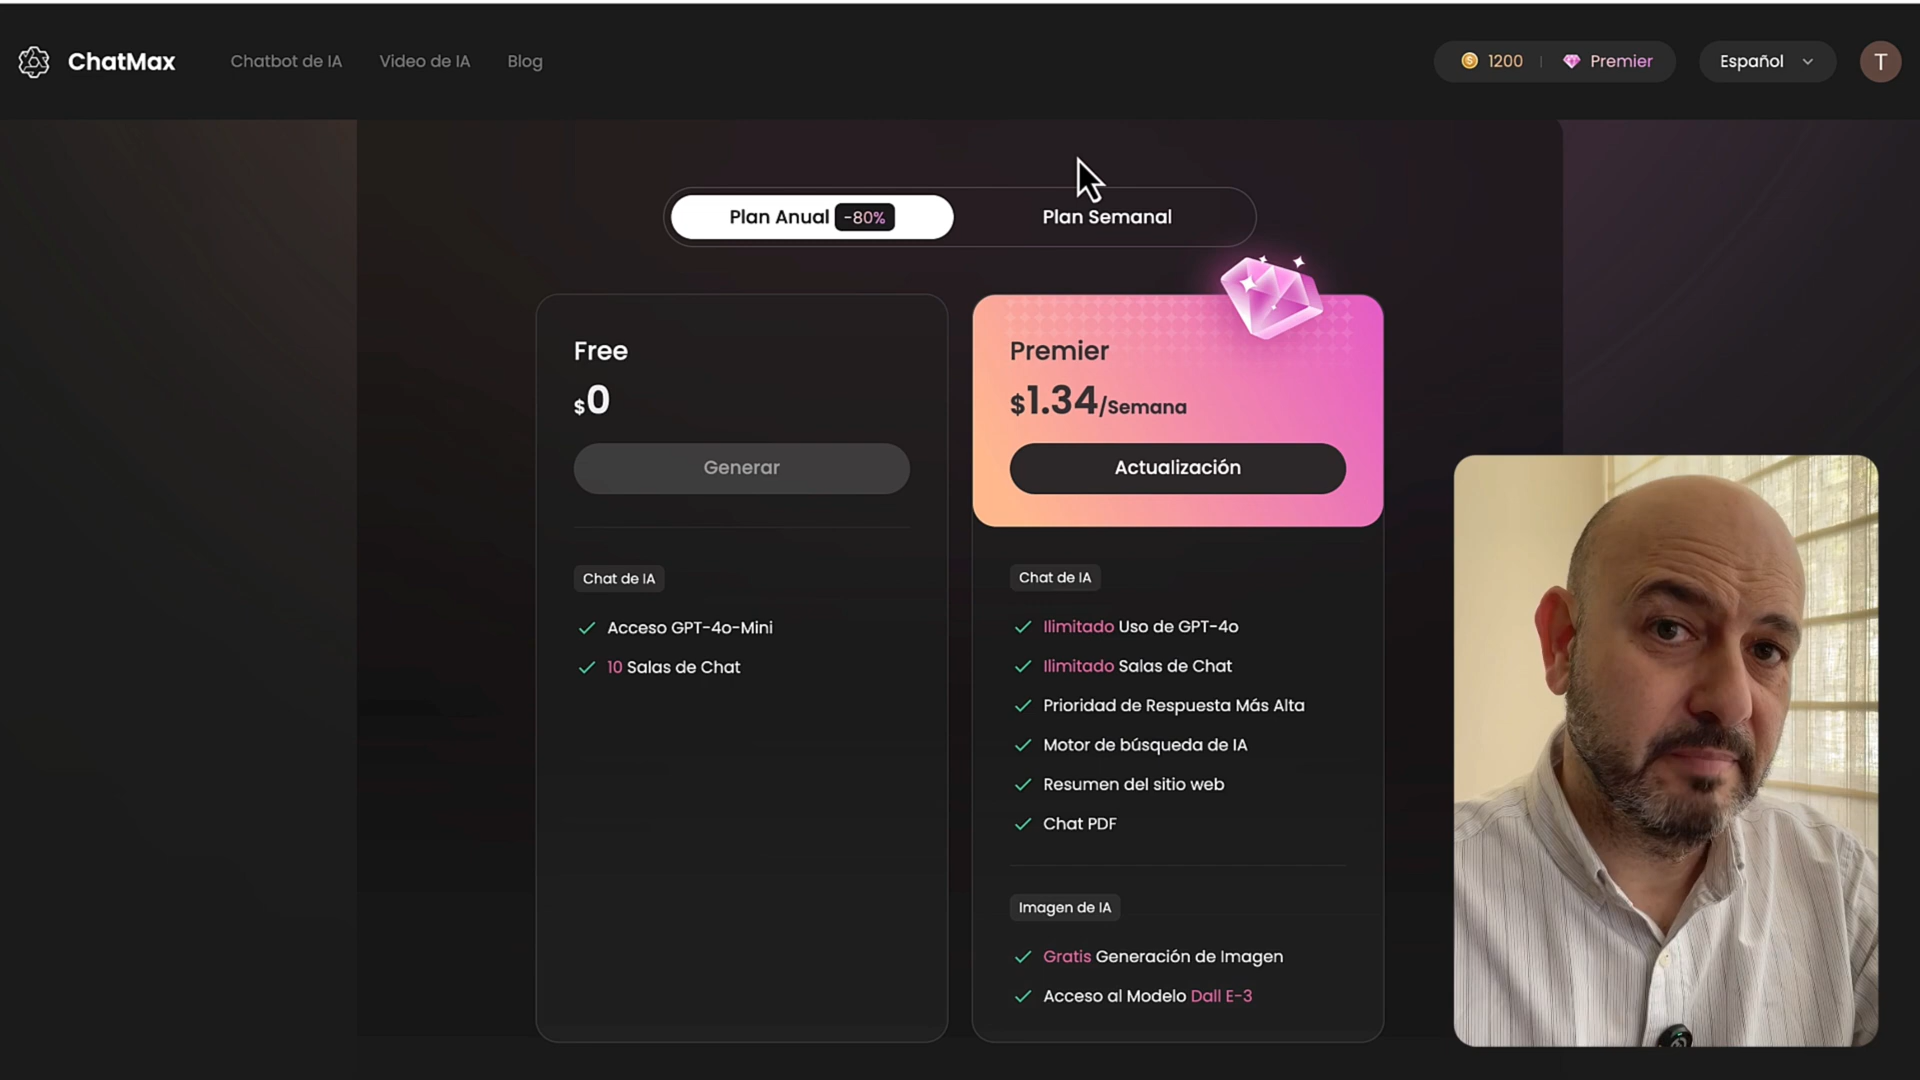 ChatMax
Chatbot de IA
Video de IA
Blog
1200
Premier
Español
T
Plan Anual -80%
Plan Semanal
Free
$0
Generar
Chat de IA
Acceso GPT-4o-Mini
10 Salas de Chat
Premier
$1.34/Semana
Actualización
Chat de IA
Ilimitado Uso de GPT-4o
Ilimitado Salas de Chat
Prioridad de Respuesta Más Alta
Motor de búsqueda de IA
Resumen del sitio web
Chat PDF
Imagen de IA
Gratis Generación de Imagen
Acceso al Modelo Dall E-3